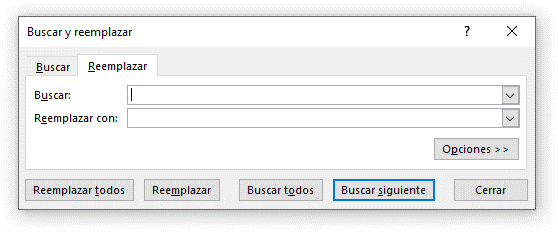 Buscar y reemplazar ?
Buscar Reemplazar
Buscar:
Reemplazar con:
Opciones >>
Reemplazar todos Reemplazar Buscar todos Buscar siguiente Cerrar